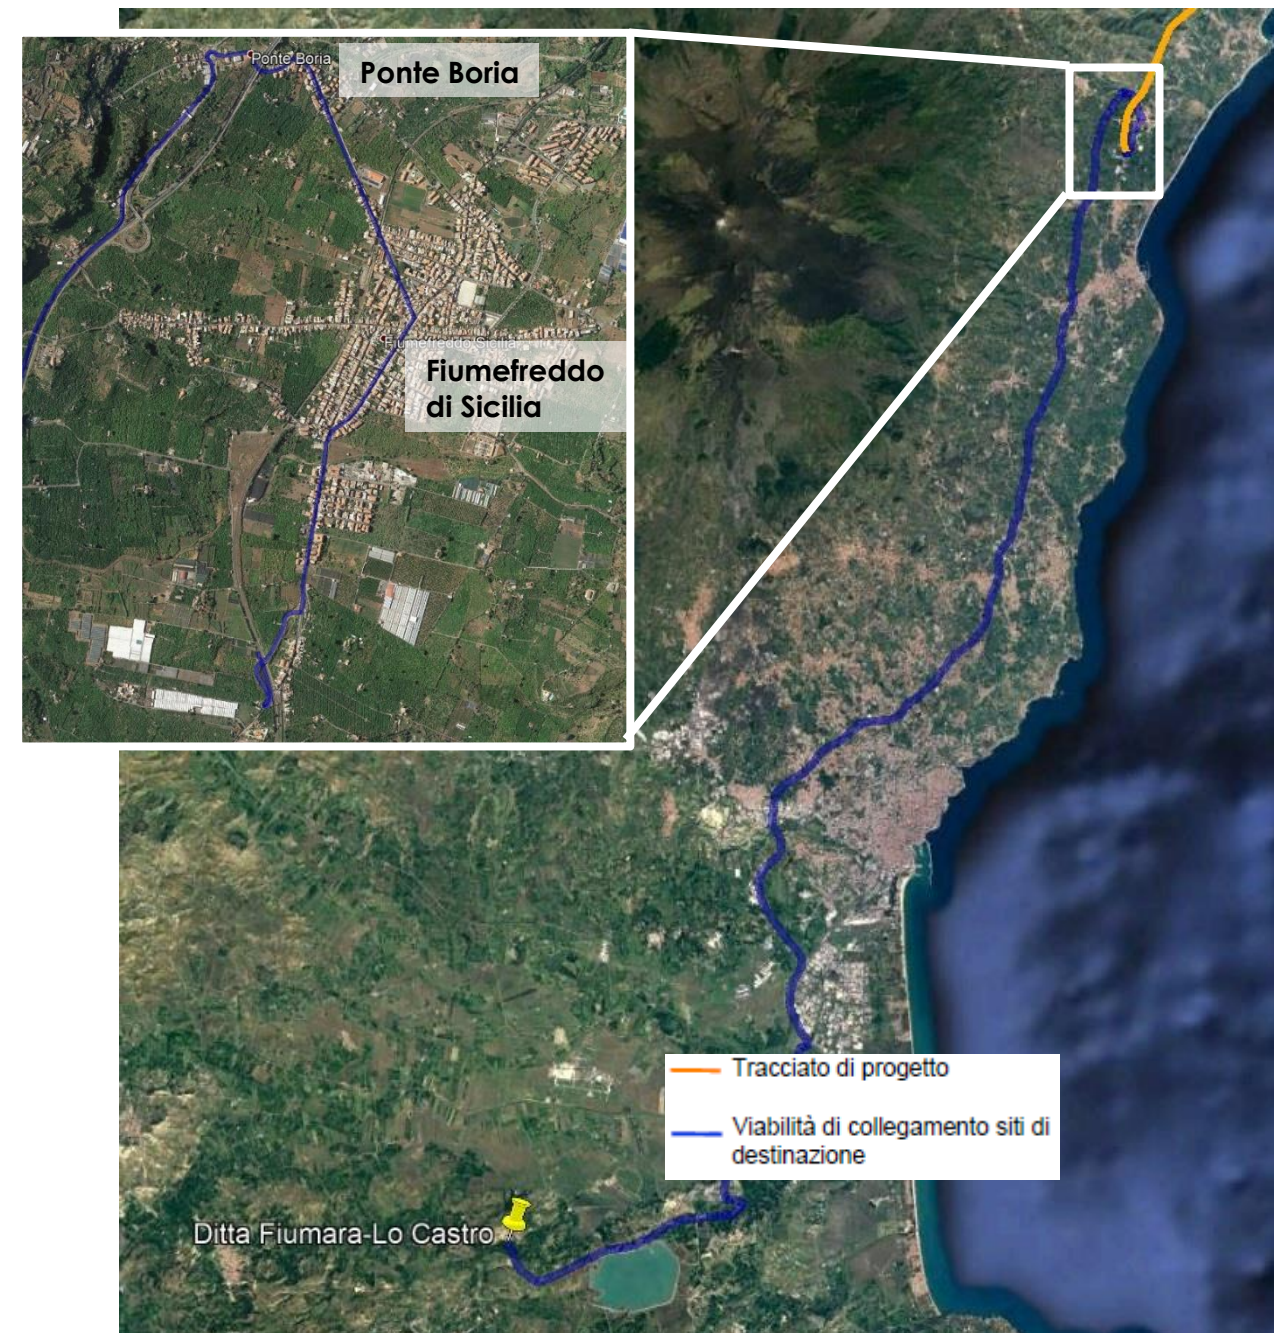 Ponte Boria
Ponte Boria
Fiumefreddo Sicilia
Fiumefreddo
di Sicilia
Tracciato di progetto
Viabilità di collegamento siti di
destinazione
Ditta Fiumara-Lo Castro